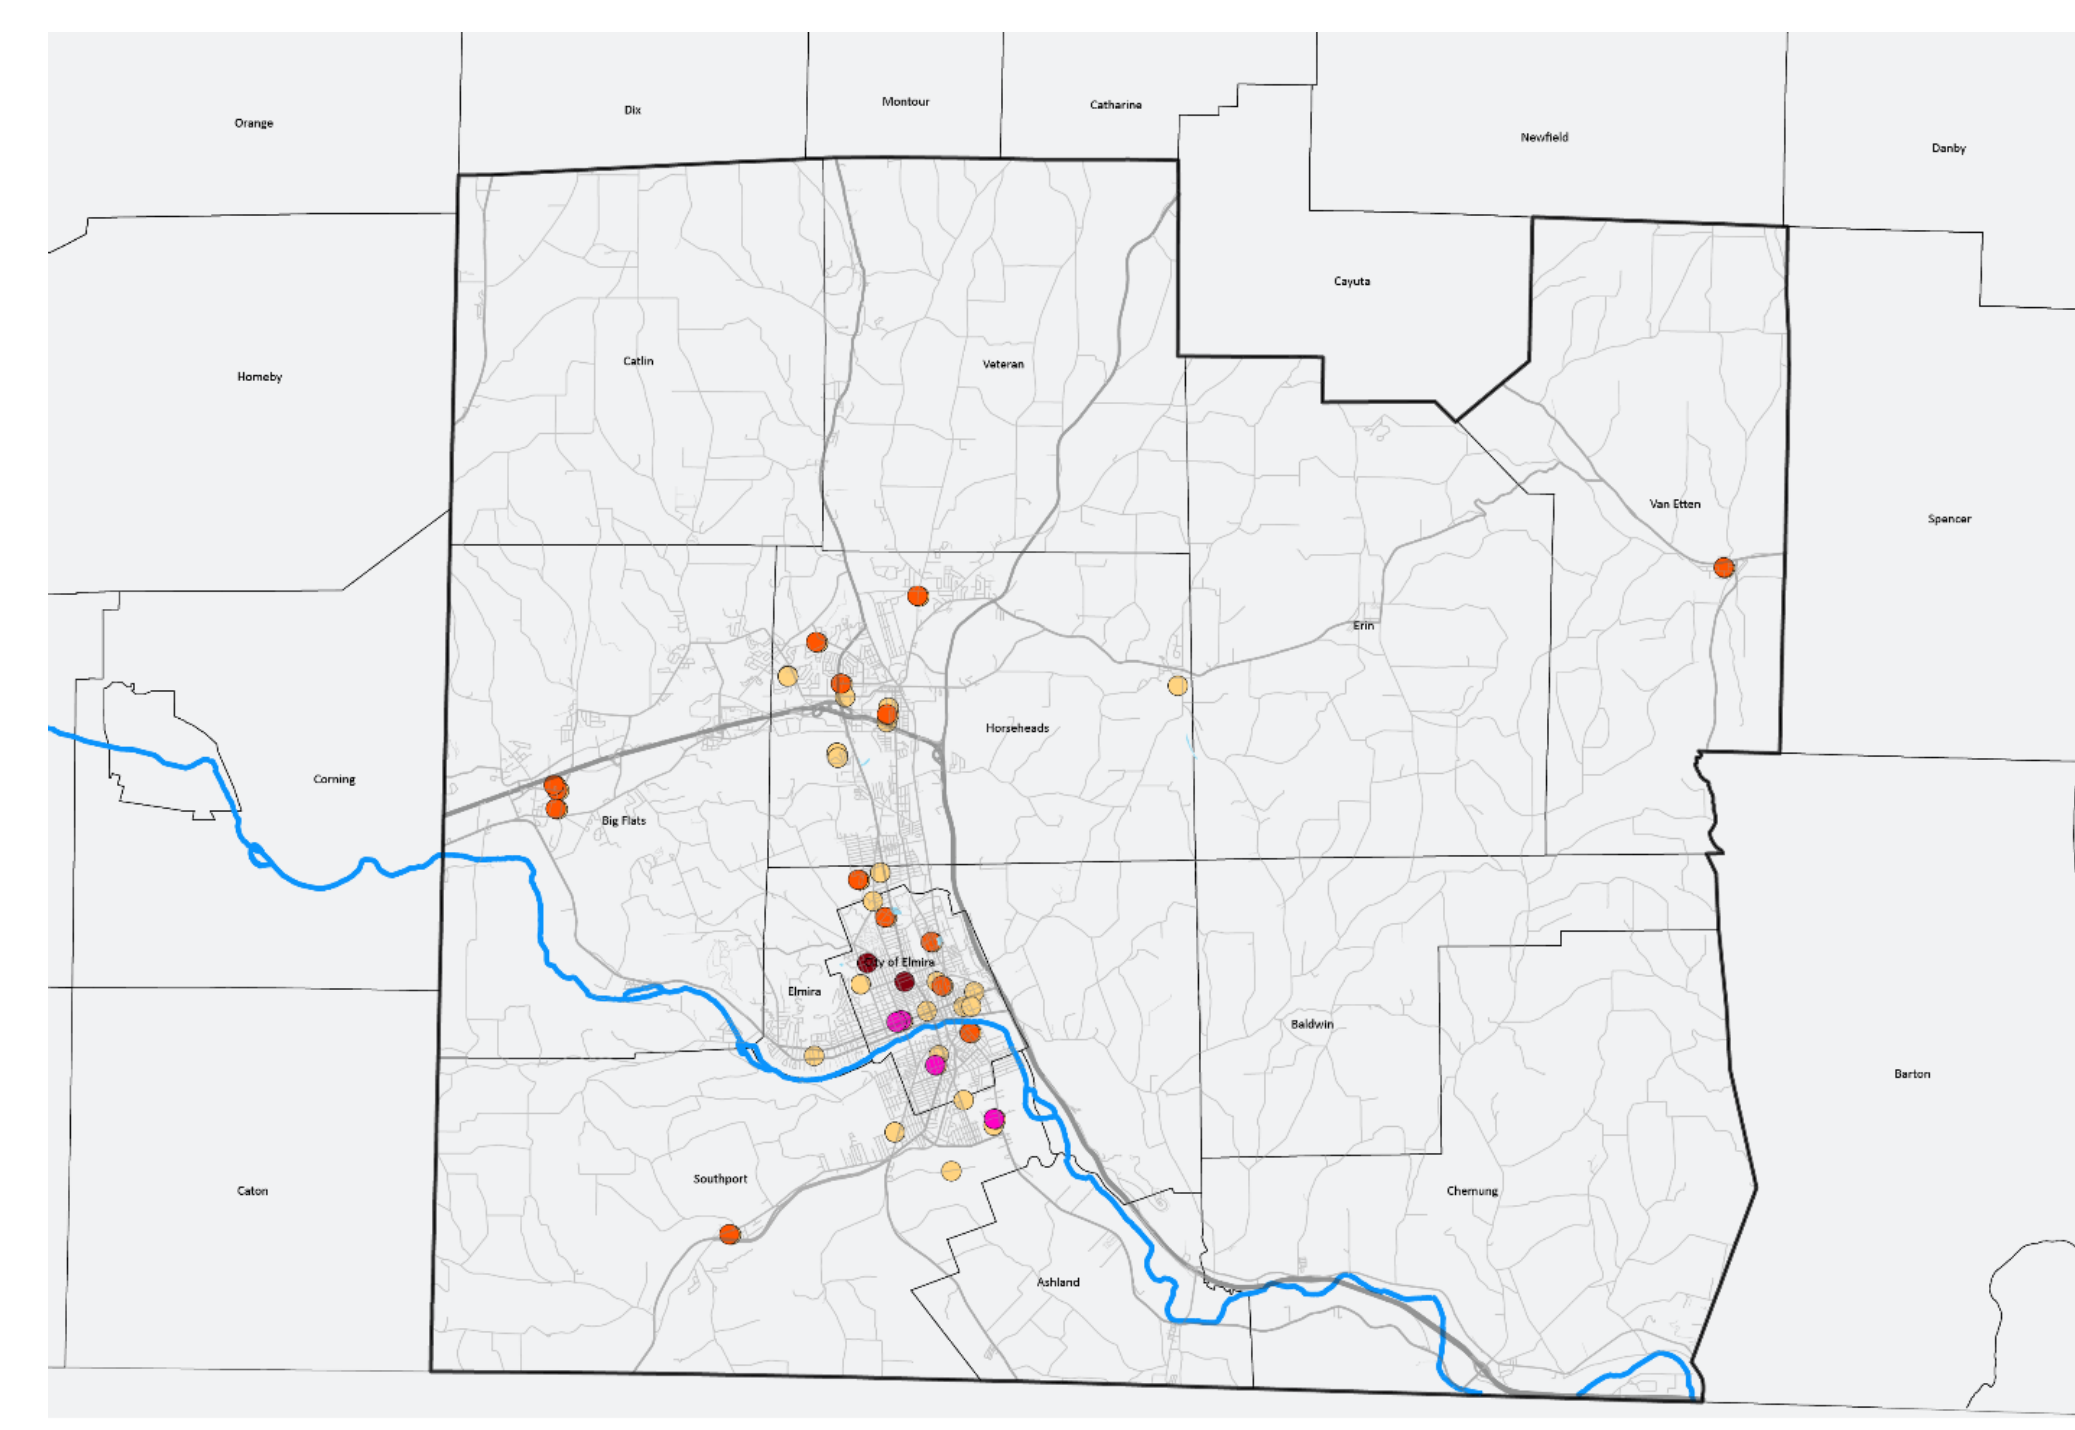 Montour
Catharine
Dix
Orange
Newfield
Danby
Cayuta
Catlin
Veteran
Homeby
Van Etten
Spencer
Erin
Horseheads
Corning
Big Flats
City of Elmira
Elmira
Baldwin
Barton
Southport
Caton
Chemung
Ashland